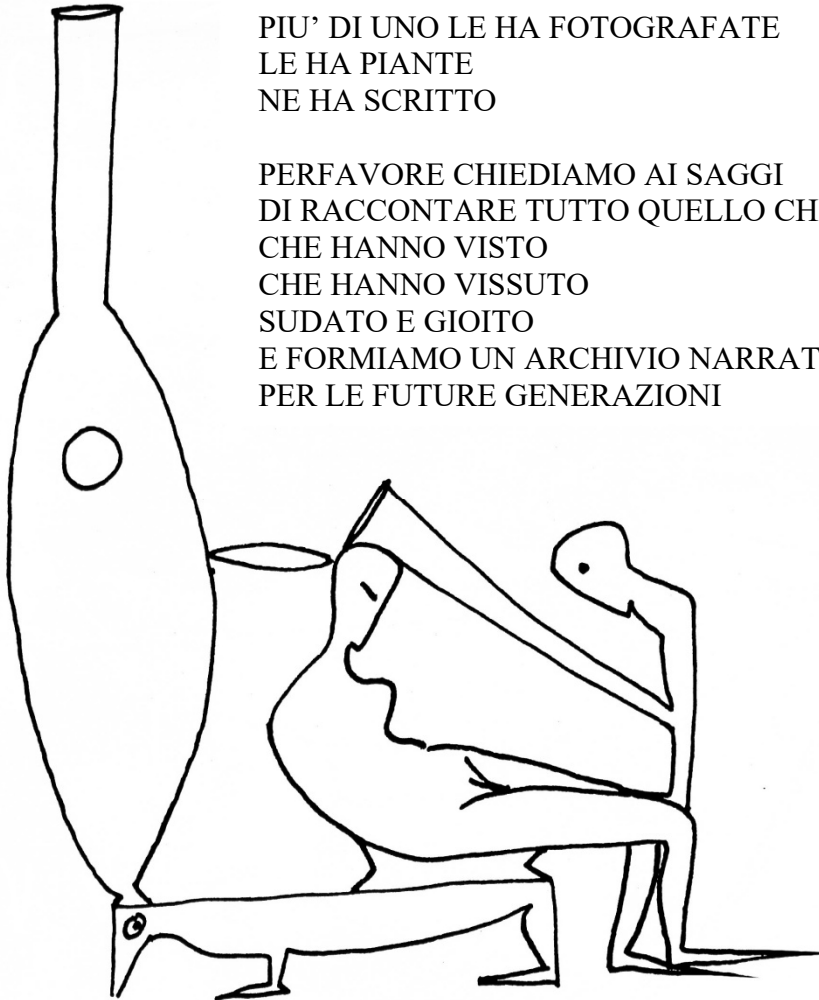 PIU’ DI UNO LE HA FOTOGRAFATE
LE HA PIANTE
NE HA SCRITTO
PERFAVORE CHIEDIAMO AI SAGGI
DI RACCONTARE TUTTO QUELLO
CHE HANNO VISTO
CHE HANNO VISSUTO
SUDATO E GIOITO
E FORMIAMO UN ARCHIVIO
PER LE FUTURE GENERAZIONI